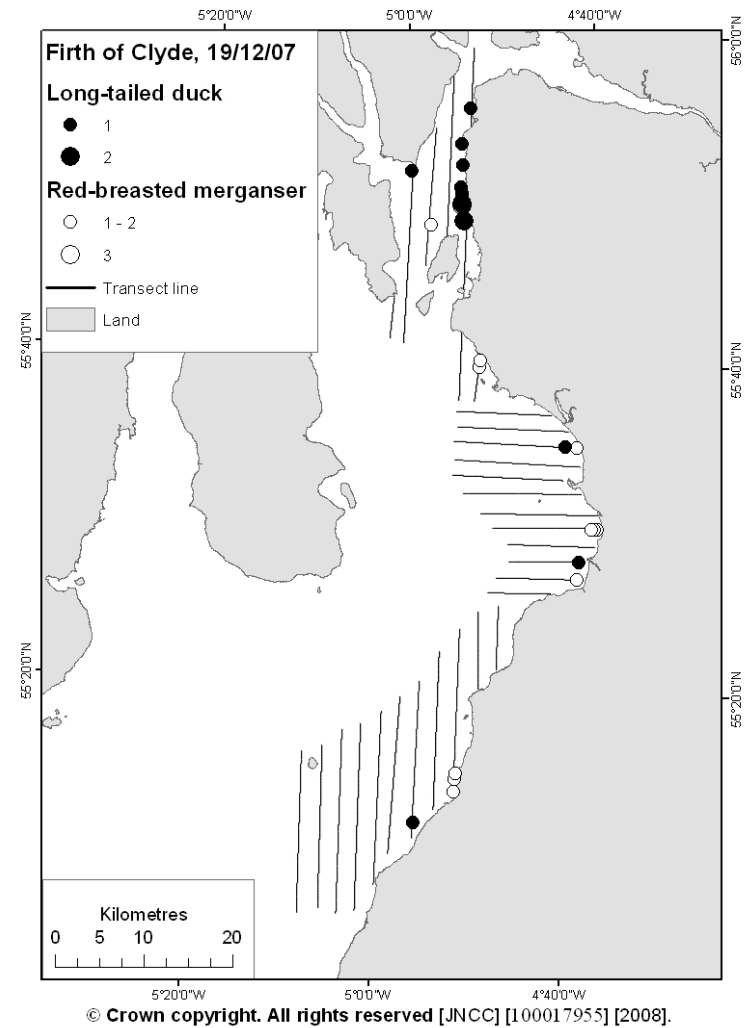 5°20'0"W 5°0'0"W 4°40'0"W
56°0'0"N
Firth of Clyde, 19/12/07
Long-tailed duck
1
2
Red-breasted merganser
1 - 2
3
Transect line
Land
55°40'0"N
55°40'0"N
55°20'0"N
55°20'0"N
Kilometres
0 5 10 20
5°20'0"W 5°0'0"W 4°40'0"W
© Crown copyright. All rights reserved [JNCC] [100017955] [2008].